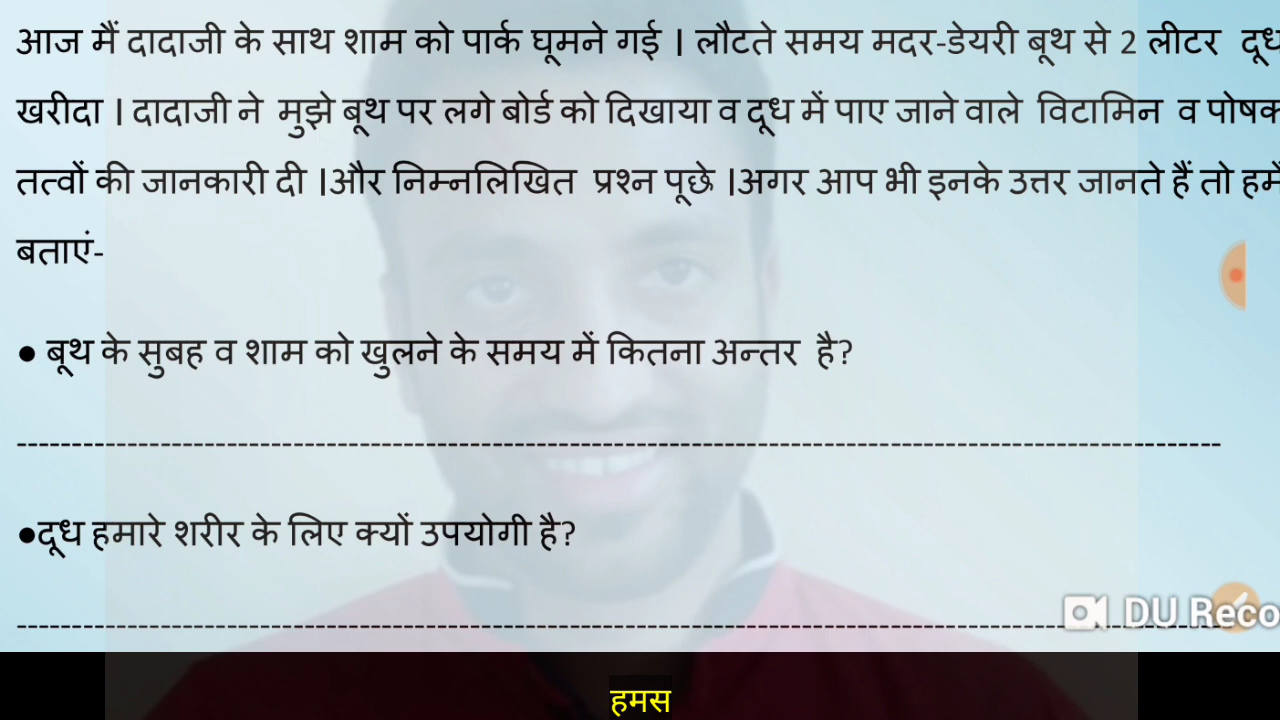 आज मैं दादाजी के साथ शाम को पार्क घूमने गई । लौटते समय मदर-डेयरी बूथ से 2 लीटर दूध
खरीदा । दादाजी ने मुझे बूथ पर लगे बोर्ड को दिखाया व दूध में पाए जाने वाले विटामिन व पोषक
तत्वों की जानकारी दी ।और निम्नलिखित प्रश्न पूछे ।अगर आप भी इनके उत्तर जानते हैं तो हमें
बताएं-
● बूथ के सुबह व शाम को खुलने के समय में कितना अन्तर है?
●दूध हमारे शरीर के लिए क्यों उपयोगी है?
DU Reco
हमस